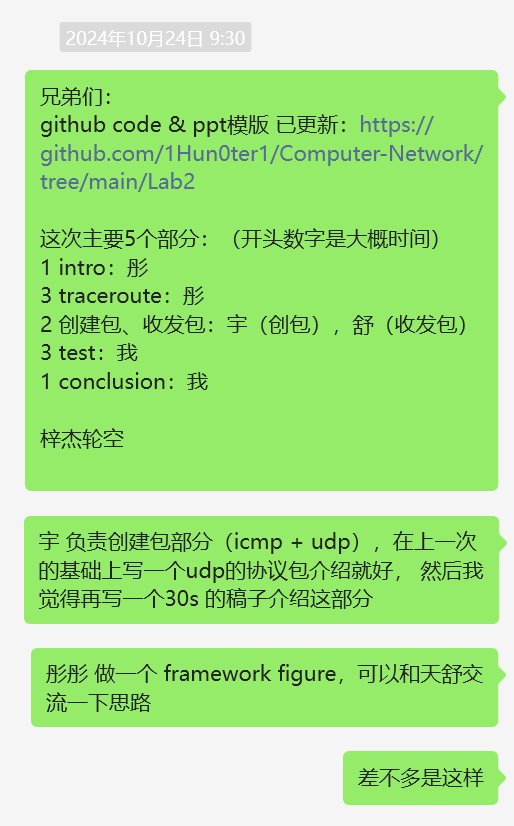 2024年10月24日 9:30
兄弟们：
github code & ppt模版 已更新：https://
github.com/1Hun0ter1/Computer-Network/
tree/main/Lab2
这次主要5个部分：（开头数字是大概时间）
1 intro：彤
3 traceroute：彤
2 创建包、收发包：宇（创包），舒（收发包）
3 test：我
1 conclusion：我
梓杰轮空
宇 负责创建包部分（icmp + udp），在上一次
的基础上写一个udp的协议包介绍就好， 然后我
觉得再写一个30s 的稿子介绍这部分
彤彤 做一个 framework figure，可以和天舒交
流一下思路
差不多是这样